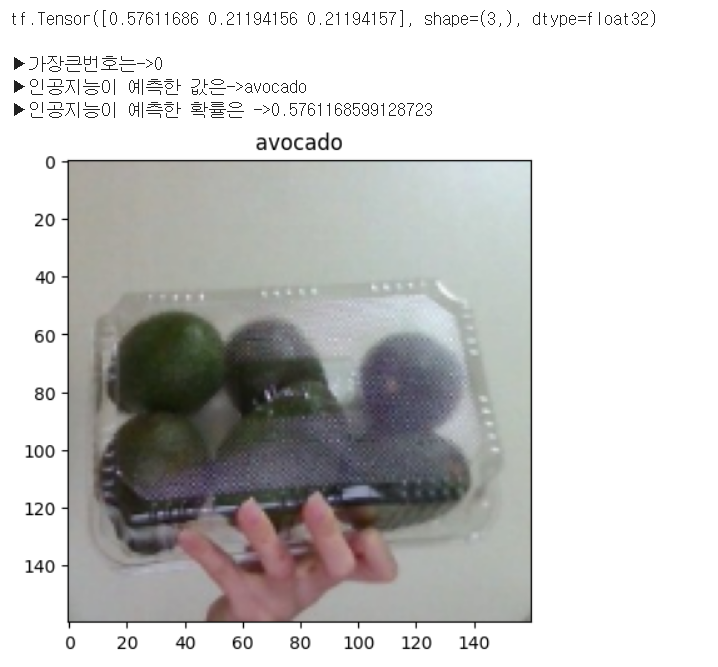 tf.Tensor([0.57611686 0.21194156 0.21194157], shape=(3,), dtype=float32)
▶가장큰번호는->0
▶인공지능이 예측한 값은->avocado
▶인공지능이 예측한 확률은 ->0.5761168599128723
avocado
0
20
40
60
80
100
120
140
0 20 40 60 80 100 120 140